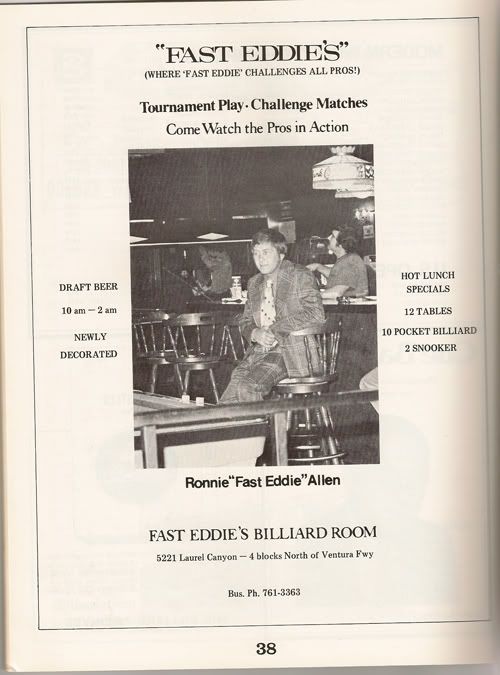 "FAST EDDIE'S"
(WHERE 'FAST EDDIE' CHALLENGES ALL PROS!)
Tournament Play · Challenge Matches
Come Watch the Pros in Action
DRAFT BEER
10 am — 2 am
NEWLY
DECORATED
HOT LUNCH
SPECIALS
12 TABLES
10 POCKET BILLIARD
2 SNOOKER
Ronnie "Fast Eddie" Allen
FAST EDDIE'S BILLIARD ROOM
5221 Laurel Canyon — 4 blocks North of Ventura Fwy
Bus. Ph. 761-3363
38